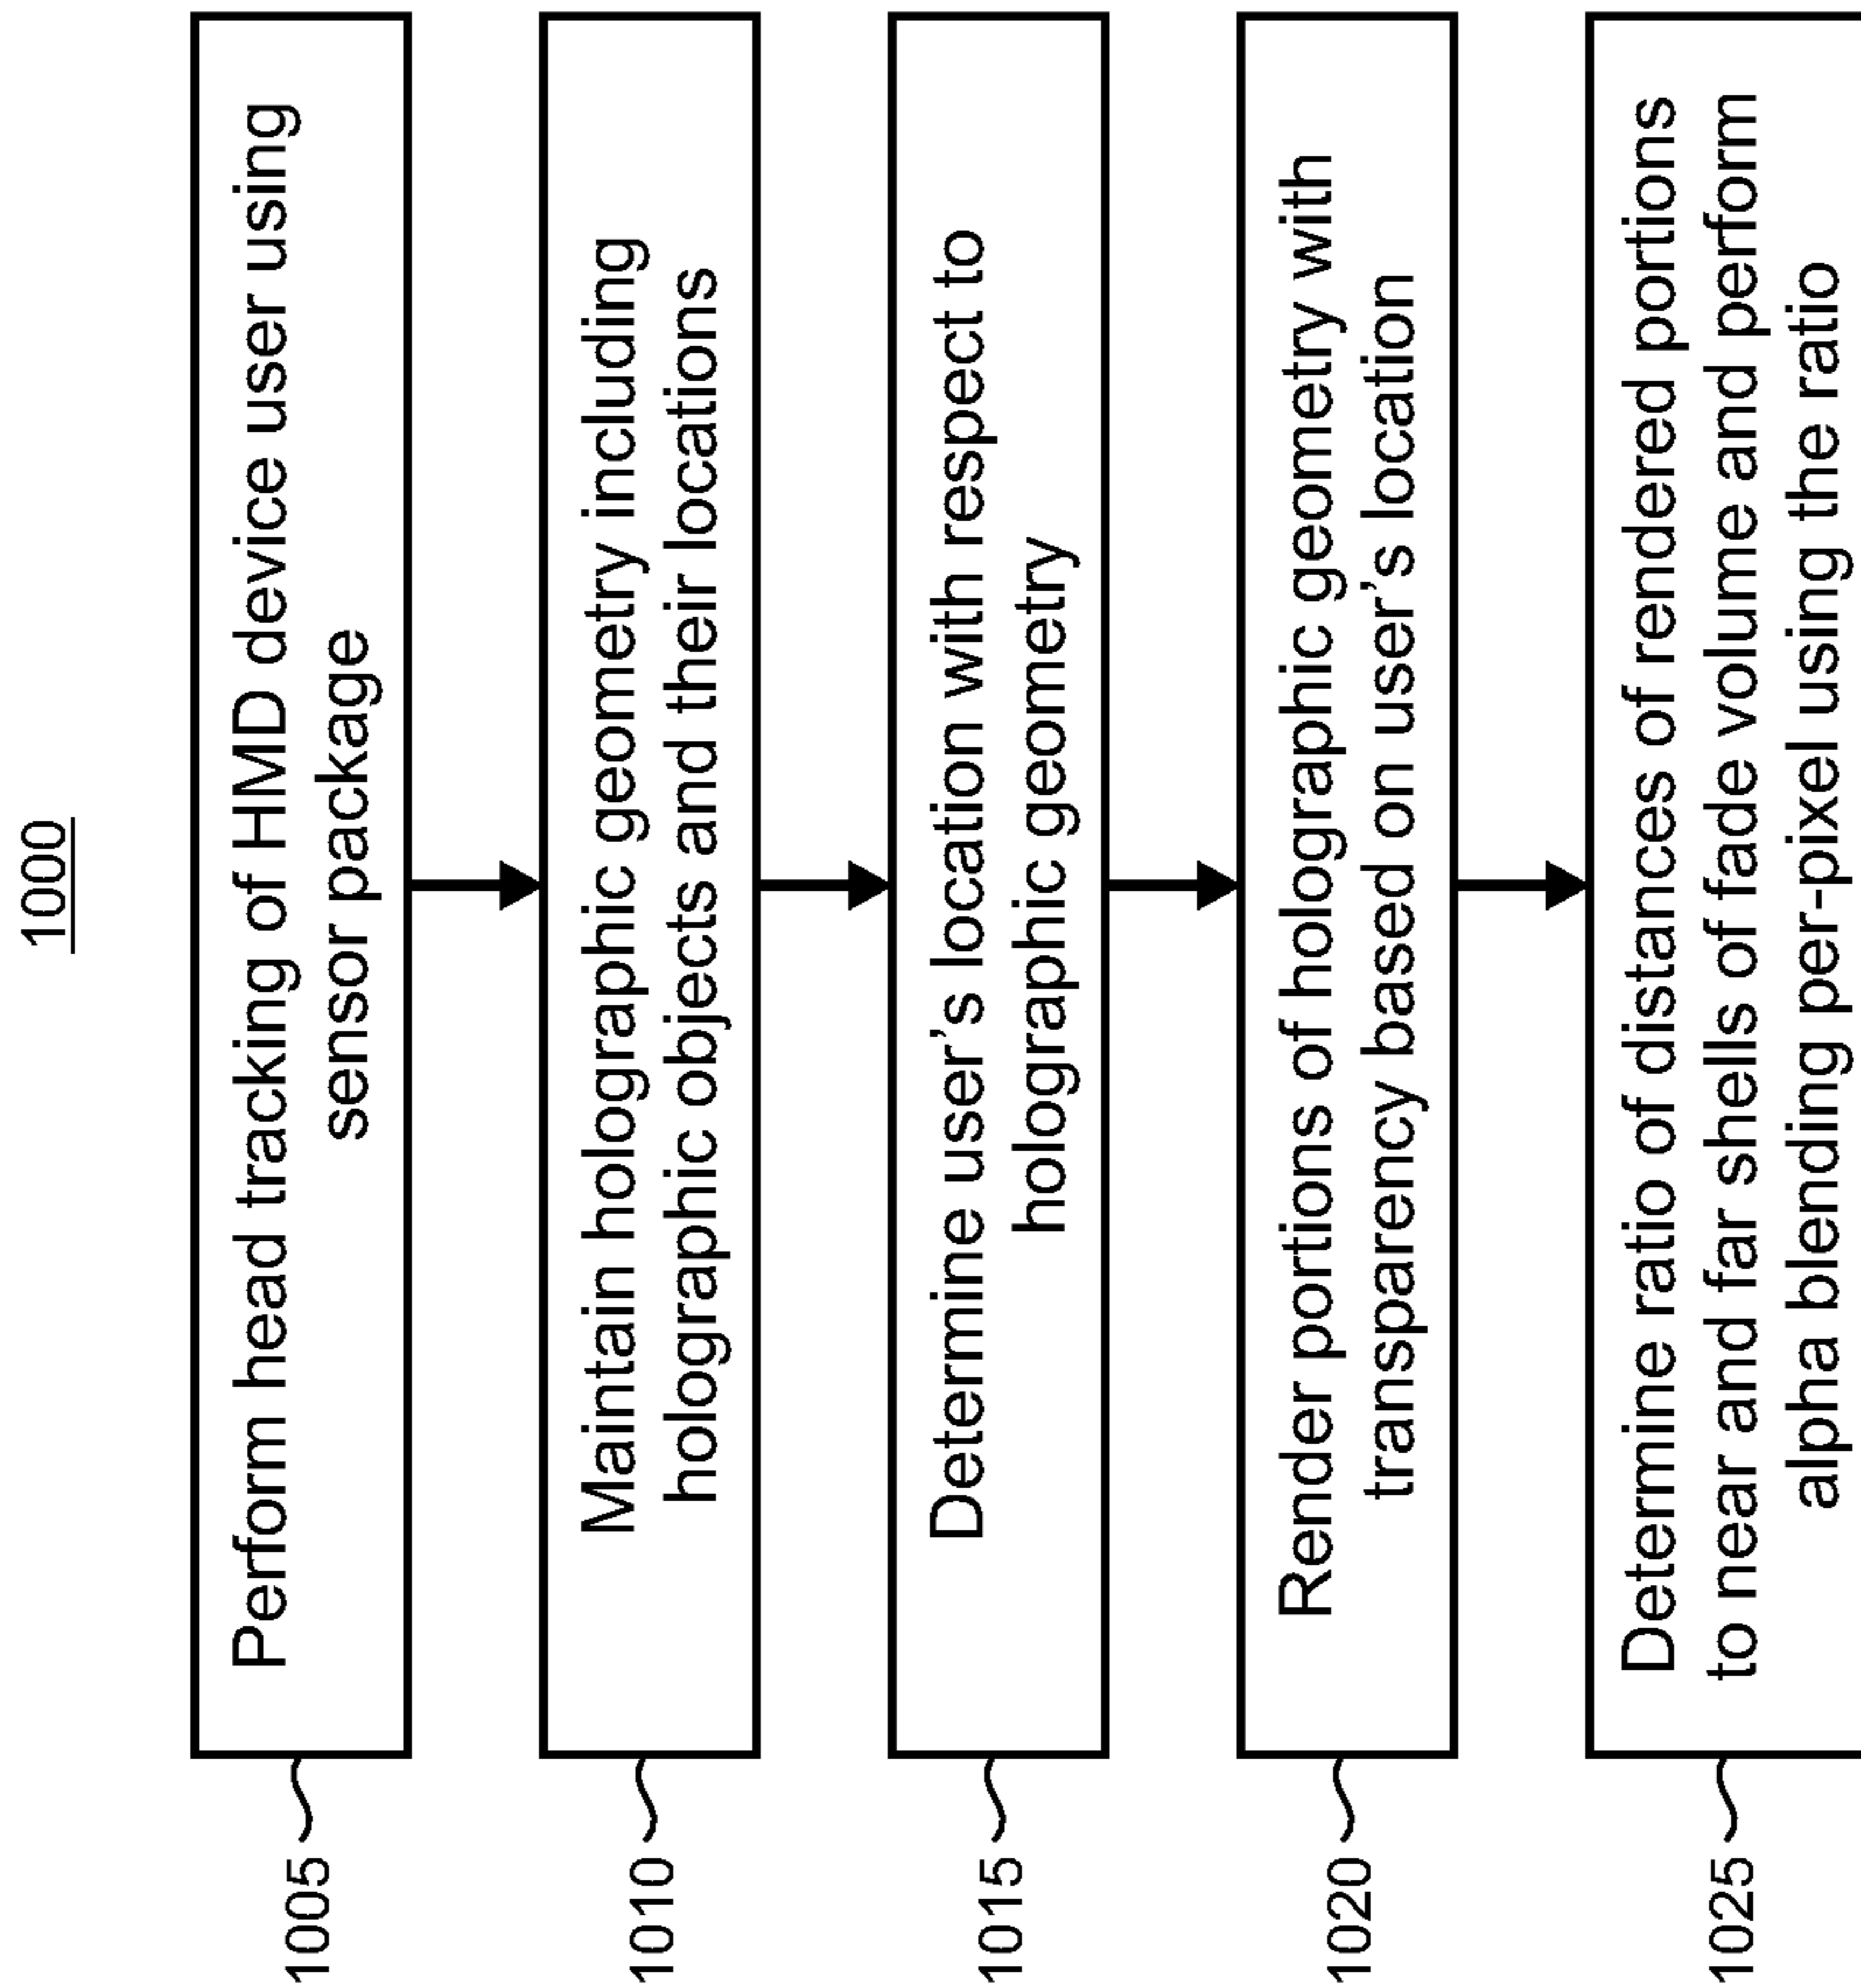 1000
1005
Perform head tracking of HMD device user using
sensor package
1010
Maintain holographic geometry including
holographic objects and their locations
1015
Determine user’s location with respect to
holographic geometry
1020
Render portions of holographic geometry with
transparency based on user’s location
1025
Determine ratio of distances of rendered portions
to near and far shells of fade volume and perform
alpha blending per-pixel using the ratio